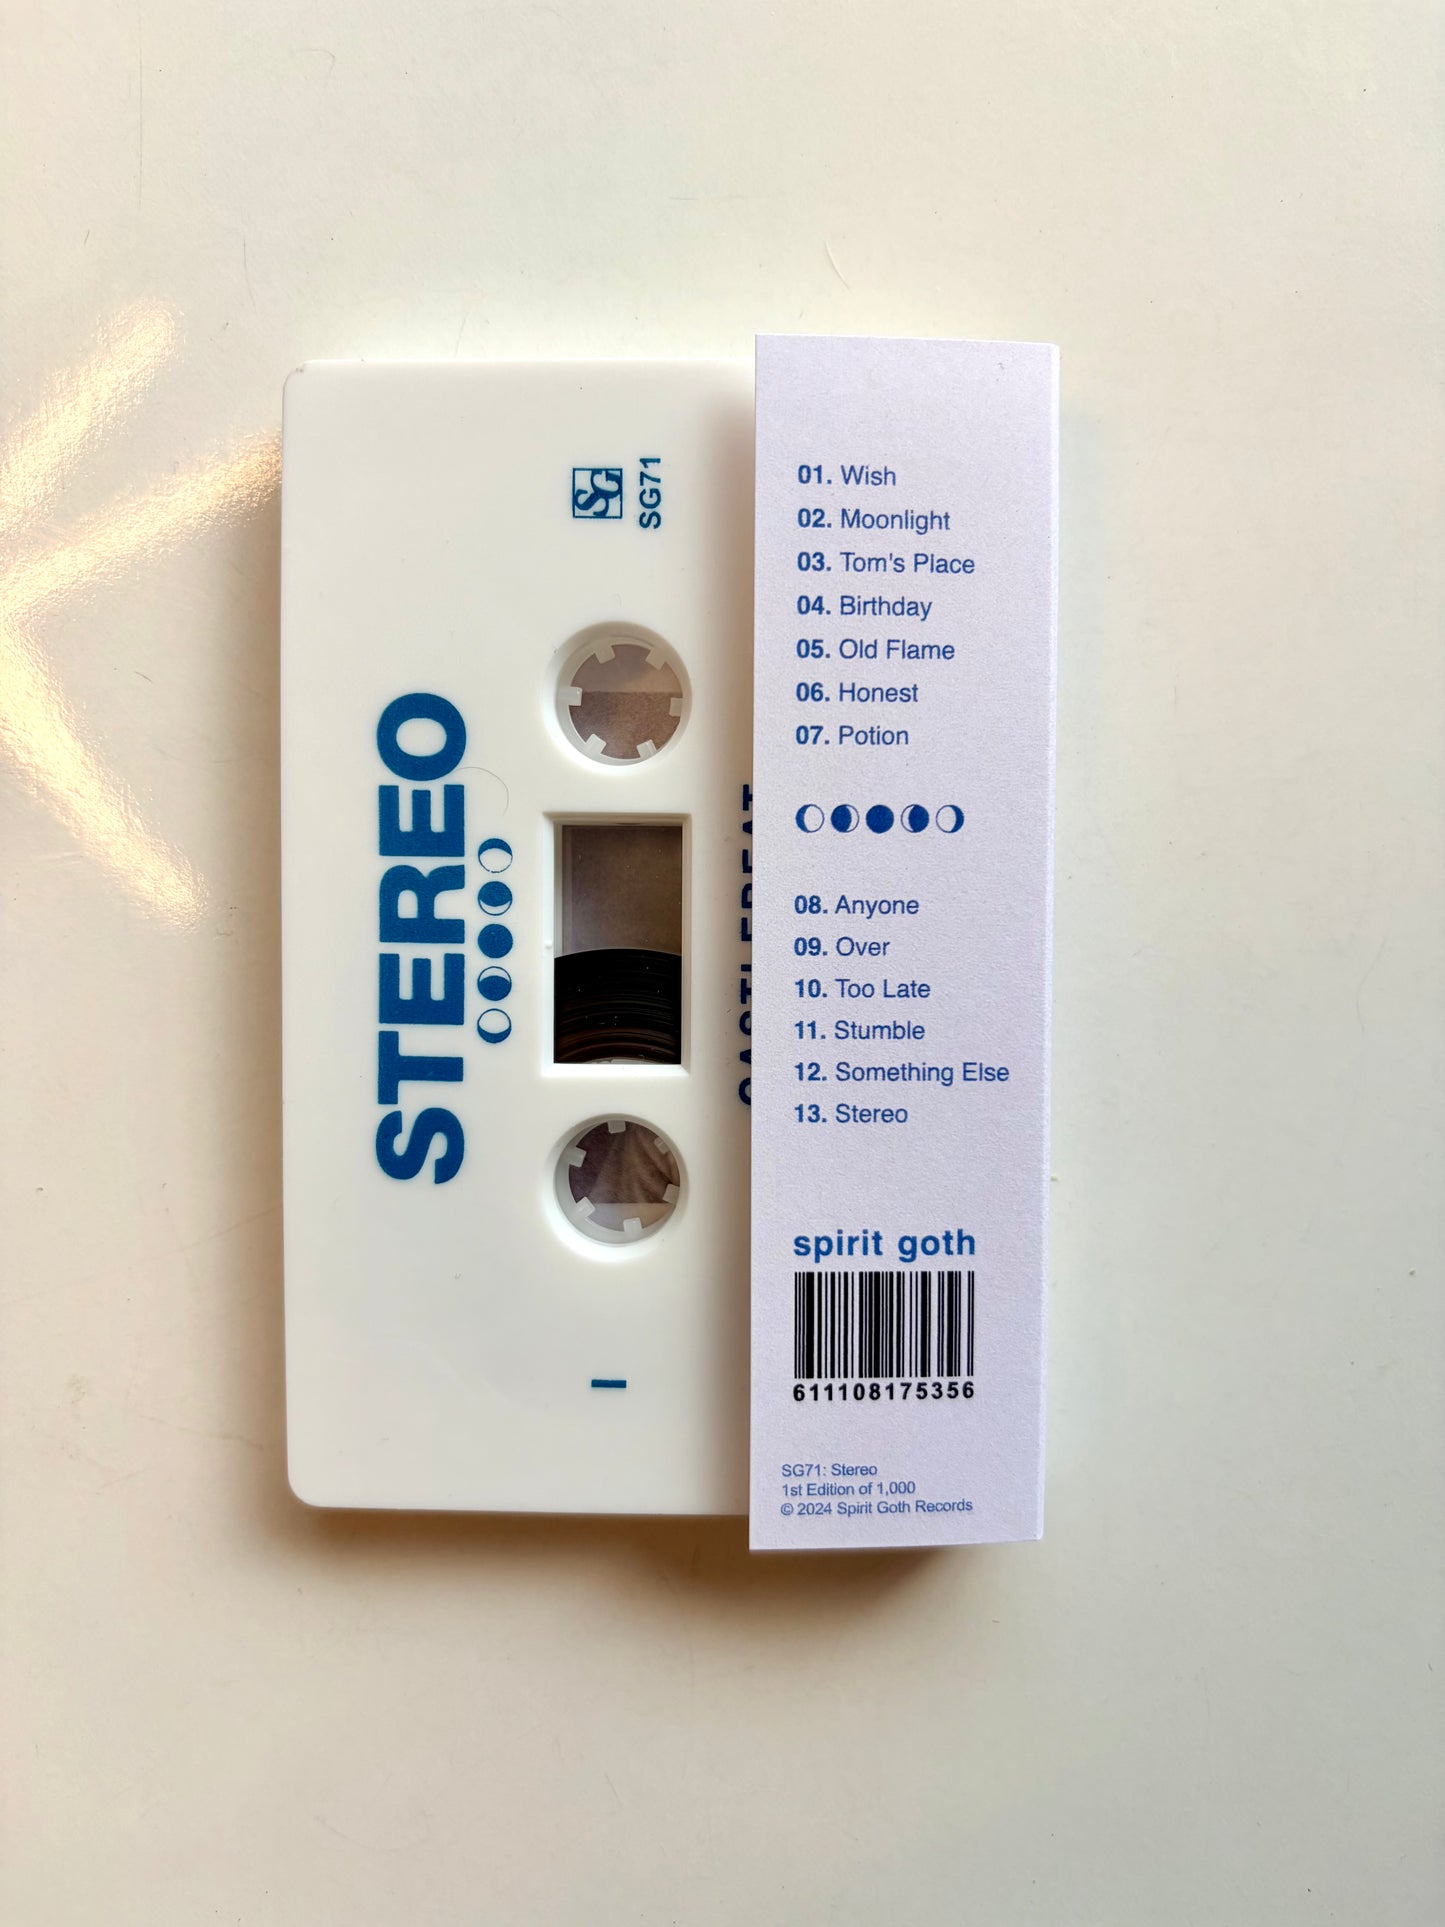 STEREO
SG
SG71
I
01. Wish
02. Moonlight
03. Tom's Place
04. Birthday
05. Old Flame
06. Honest
07. Potion
08. Anyone
09. Over
10. Too Late
11. Stumble
12. Something Else
13. Stereo
spirit goth
611108175356
SG71: Stereo
1st Edition of 1,000
© 2024 Spirit Goth Records